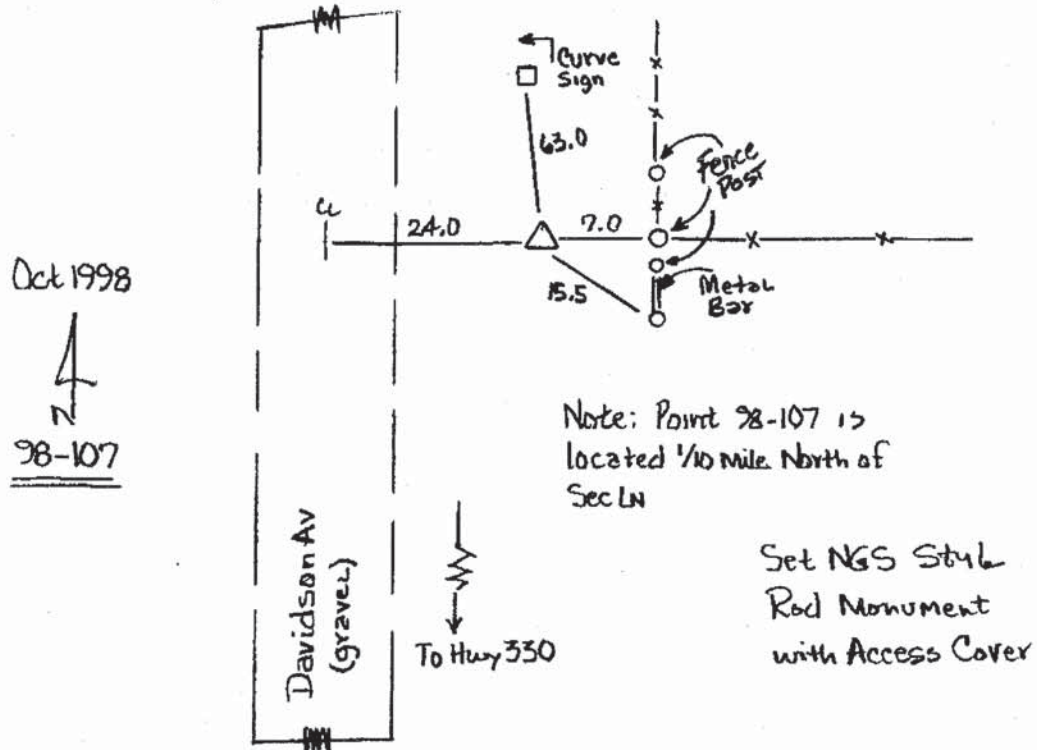 Curve
Sign
63.0
Fence
Post
24.0
7.0
15.5
Metal
Bar
Oct 1998
N
98-107
Note: Point 98-107 is
located 1/10 Mile North of
Sec LN
Davidson Av
(gravel)
To Hwy 330
Set NGS Style
Rod Monument
with Access Cover